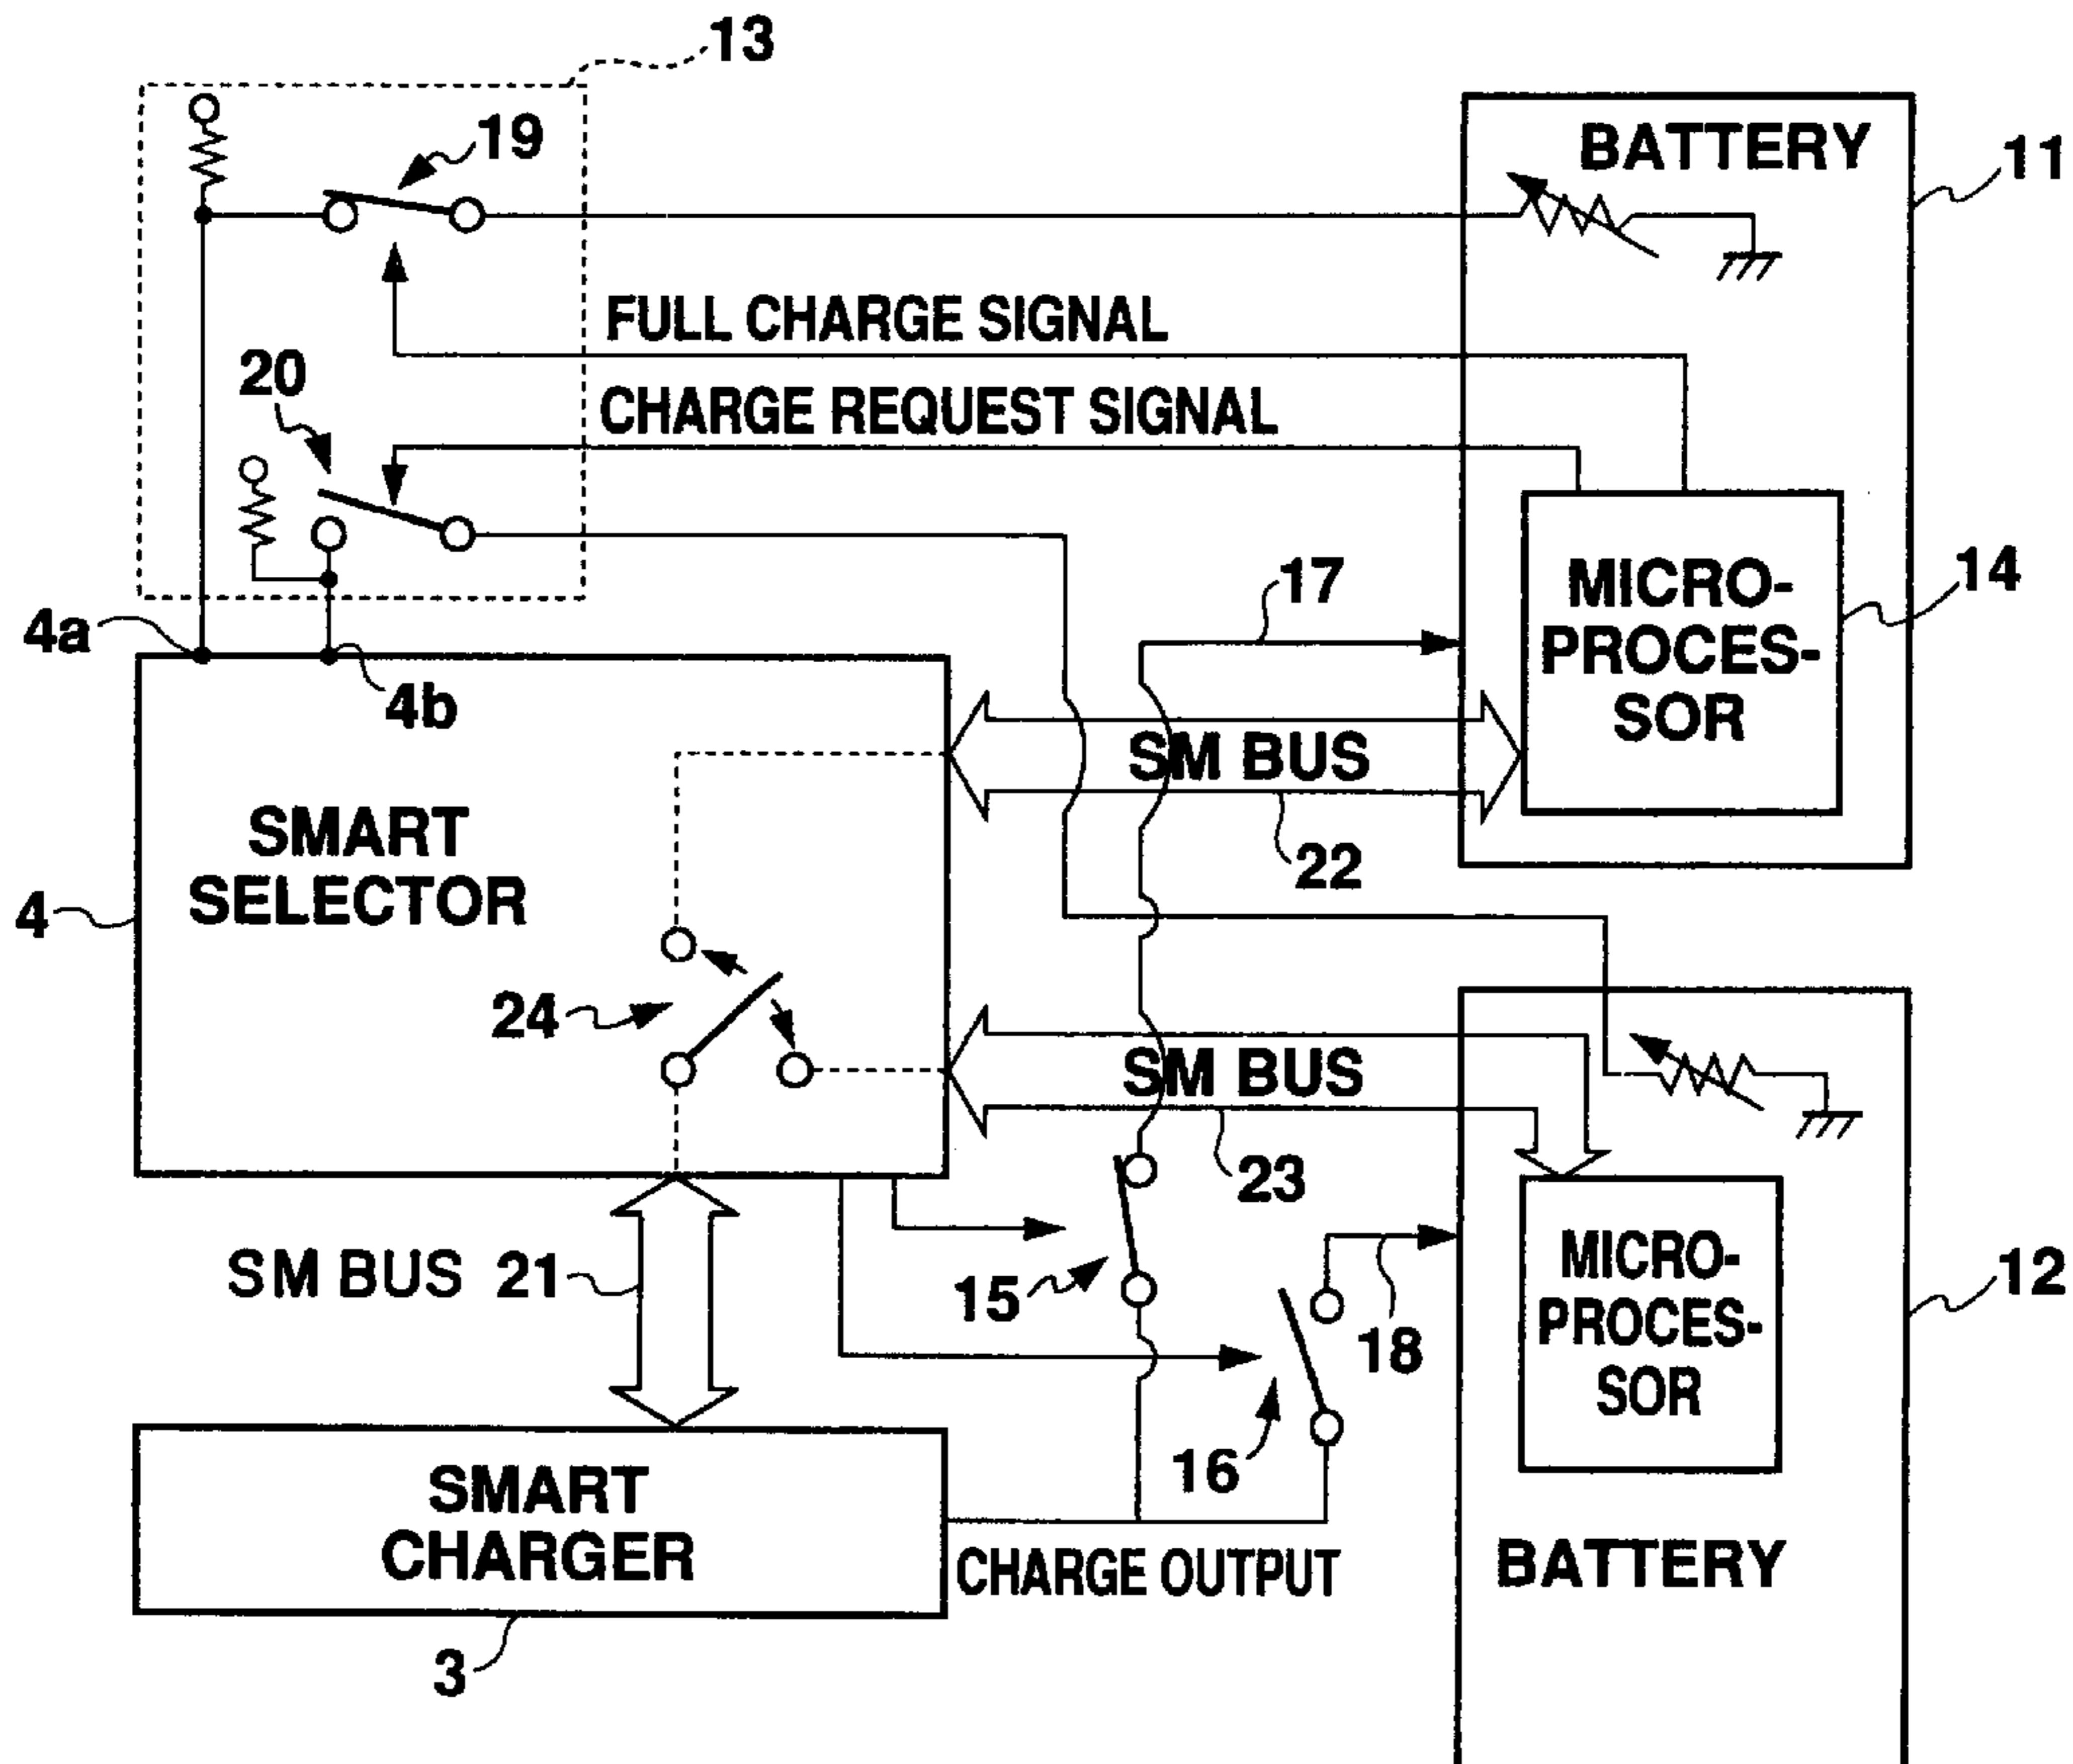 13
19
BATTERY
11
FULL CHARGE SIGNAL
20
CHARGE REQUEST SIGNAL
17
MICRO-
PROCES-
SOR
14
4a
4b
SM BUS
22
SMART
SELECTOR
4
24
SM BUS
23
SM BUS 21
15
18
MICRO-
PROCES-
SOR
12
16
SMART
CHARGER
CHARGE OUTPUT
BATTERY
3